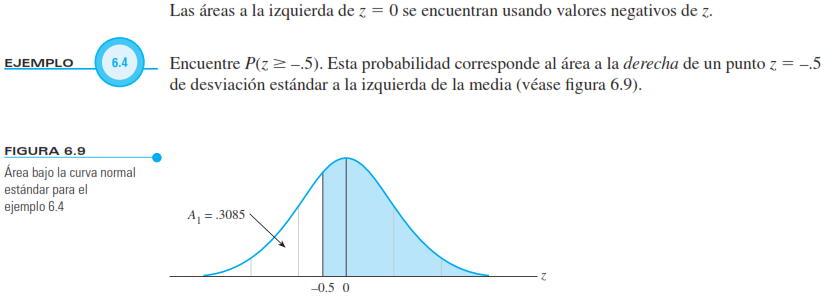 Las áreas a la izquierda de z = 0 se encuentran usando valores negativos de z.
EJEMPLO 6.4
Encuentre P(z ≥ –.5). Esta probabilidad corresponde al área a la derecha de un punto z = –.5
de desviación estándar a la izquierda de la media (véase figura 6.9).
FIGURA 6.9
Área bajo la curva normal
estándar para el
ejemplo 6.4
A₁ = .3085
–0.5 0 z